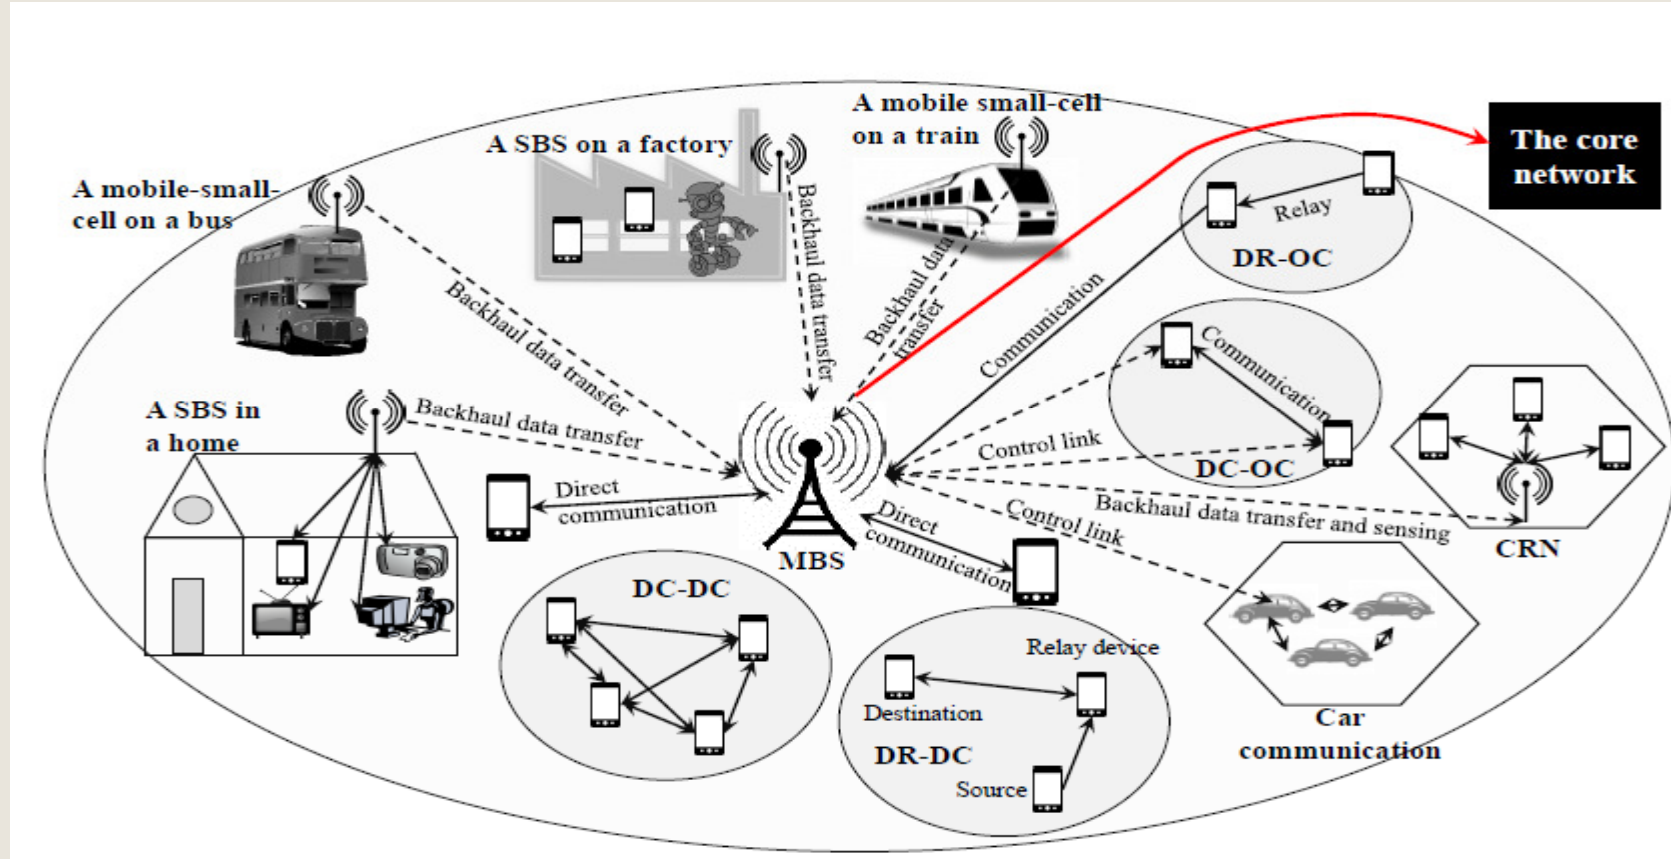 A mobile small-cell
on a train
The core
network
A SBS on a factory
A mobile-small-
cell on a bus
Relay
DR-OC
Backhaul data transfer
Backhaul data transfer
Backhaul data
transfer
Communication
Communication
A SBS in
a home
Backhaul data transfer
Control link
DC-OC
Direct
communication
Backhaul data transfer and sensing
Control link
CRN
Direct
communication
MBS
DC-DC
Relay device
Destination
DR-DC
Source
Car
communication